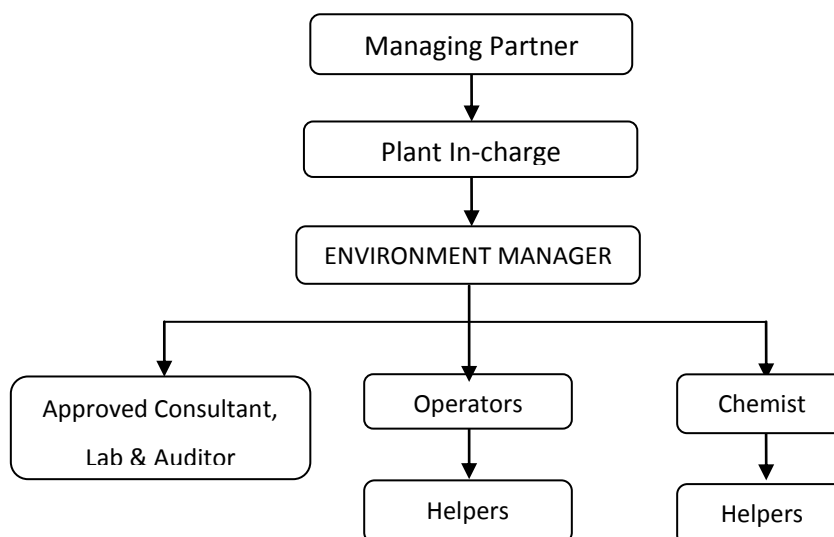 Managing Partner
Plant In-charge
ENVIRONMENT MANAGER
Approved Consultant,
Lab & Auditor
Operators
Chemist
Helpers
Helpers